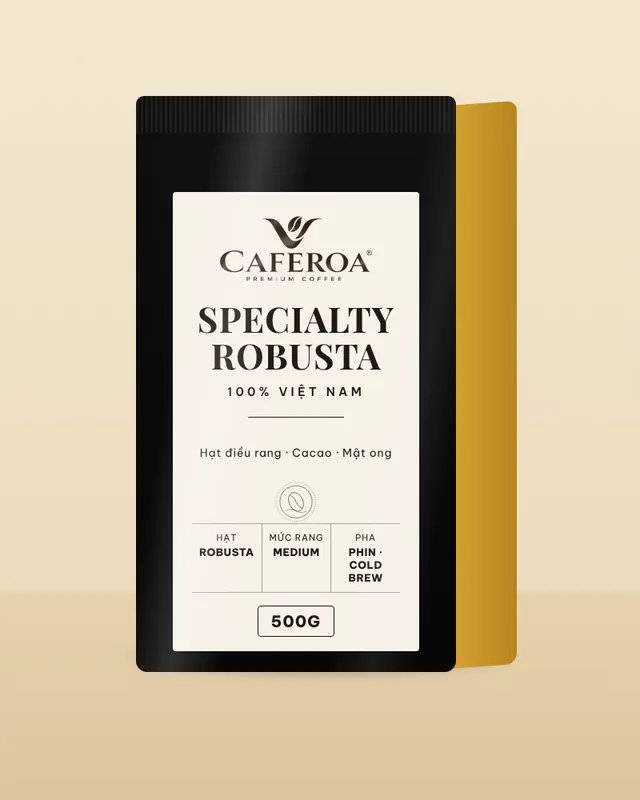 CAFEROA®
PREMIUM COFFEE
SPECIALTY
ROBUSTA
100% VIỆT NAM
Hạt điều rang · Cacao · Mật ong
HẠT
ROBUSTA
MỨC RANG
MEDIUM
PHA
PHIN ·
COLD
BREW
500G